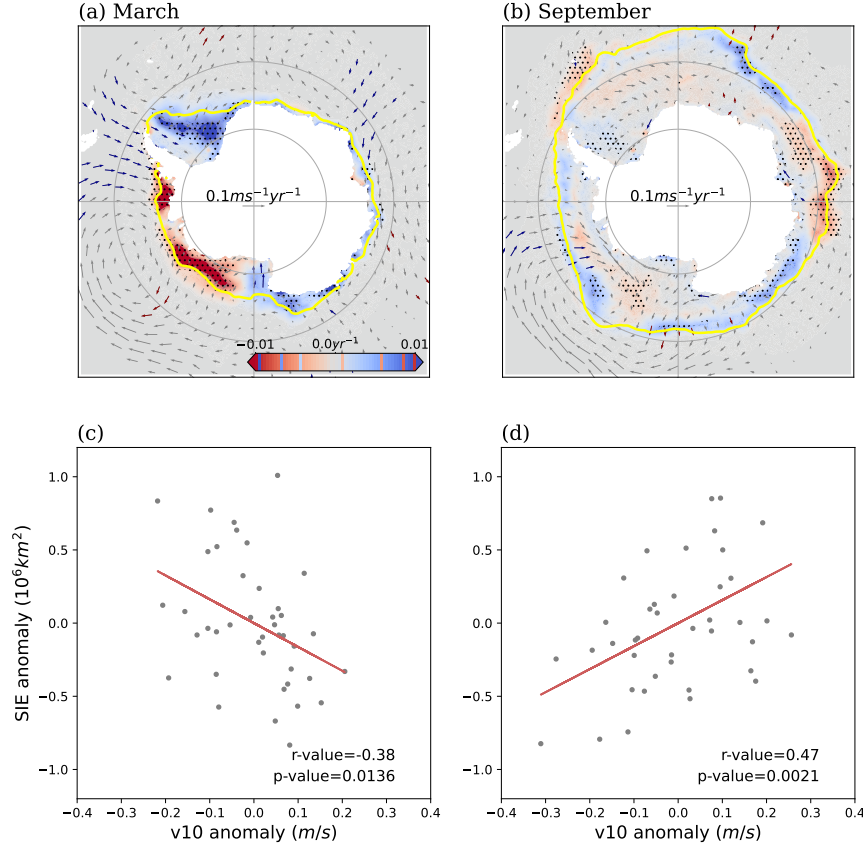 (a) March
(b) September
0.1ms⁻¹yr⁻¹
0.1ms⁻¹yr⁻¹
−0.01 0.0yr⁻¹ 0.01
(c)
(d)
1.0
0.5
0.0
−0.5
−1.0
SIE anomaly (10⁶km²)
r-value=-0.38
p-value=0.0136
−0.4 −0.3 −0.2 −0.1 0.0 0.1 0.2 0.3 0.4
v10 anomaly (m/s)
1.0
0.5
0.0
−0.5
−1.0
r-value=0.47
p-value=0.0021
−0.4 −0.3 −0.2 −0.1 0.0 0.1 0.2 0.3 0.4
v10 anomaly (m/s)